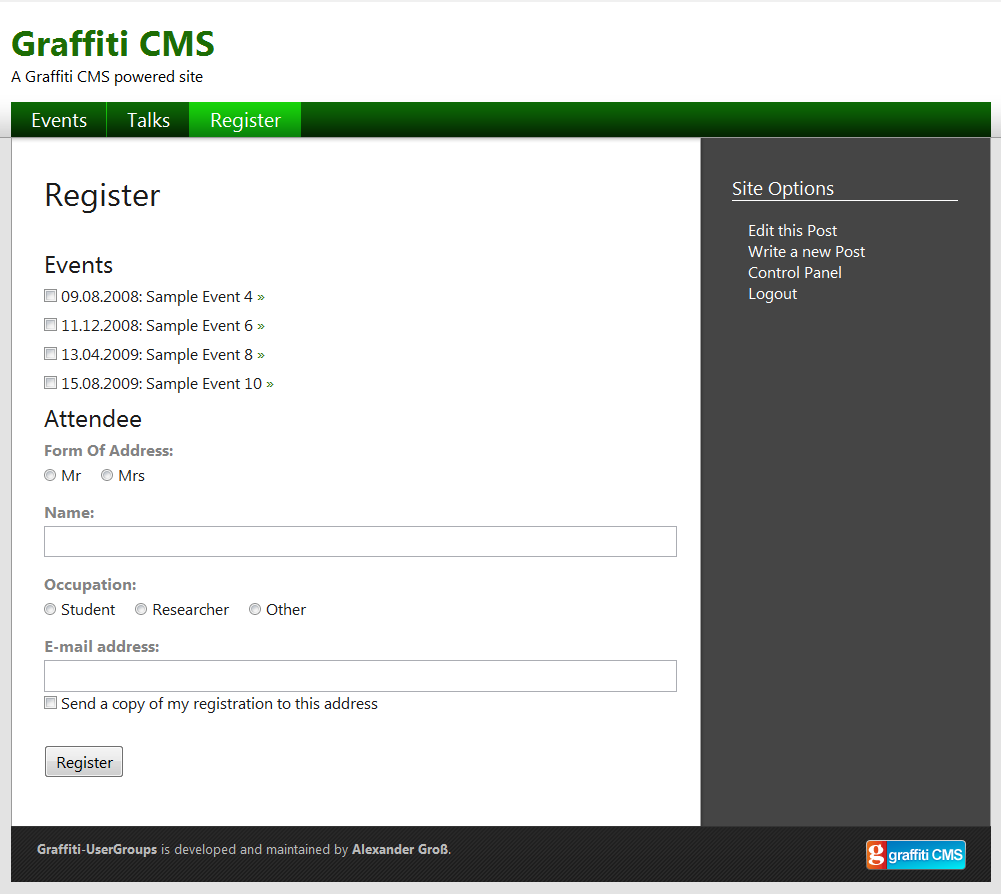 Graffiti CMS
A Graffiti CMS powered site
Events Talks Register
Register
Events
09.08.2008: Sample Event 4 »
11.12.2008: Sample Event 6 »
13.04.2009: Sample Event 8 »
15.08.2009: Sample Event 10 »
Attendee
Form Of Address:
Mr Mrs
Name:
Occupation:
Student Researcher Other
E-mail address:
Send a copy of my registration to this address
Register
Site Options
Edit this Post
Write a new Post
Control Panel
Logout
Graffiti-UserGroups is developed and maintained by Alexander Groß.
g graffiti CMS